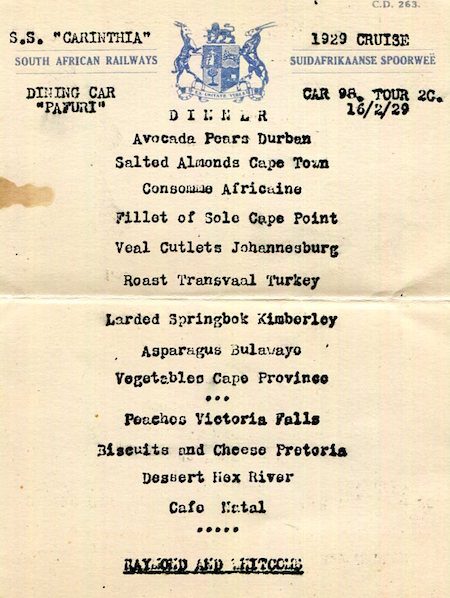 C.D. 263.
S.S. "CARINTHIA" 1929 CRUISE
SOUTH AFRICAN RAILWAYS SUIDAFRIKAANSE SPOORWEË
DINING CAR CAR 98. TOUR 2C.
"PAFURI" 16/2/29
DINNER
Avocada Pears Durban
Salted Almonds Cape Town
Consomme Africaine
Fillet of Sole Cape Point
Veal Cutlets Johannesburg
Roast Transvaal Turkey
Larded Springbok Kimberley
Asparagus Bulawayo
Vegetables Cape Province
Peaches Victoria Falls
Biscuits and Cheese Pretoria
Dessert Hex River
Cafe Natal
RAYMOND AND WHITCOMB